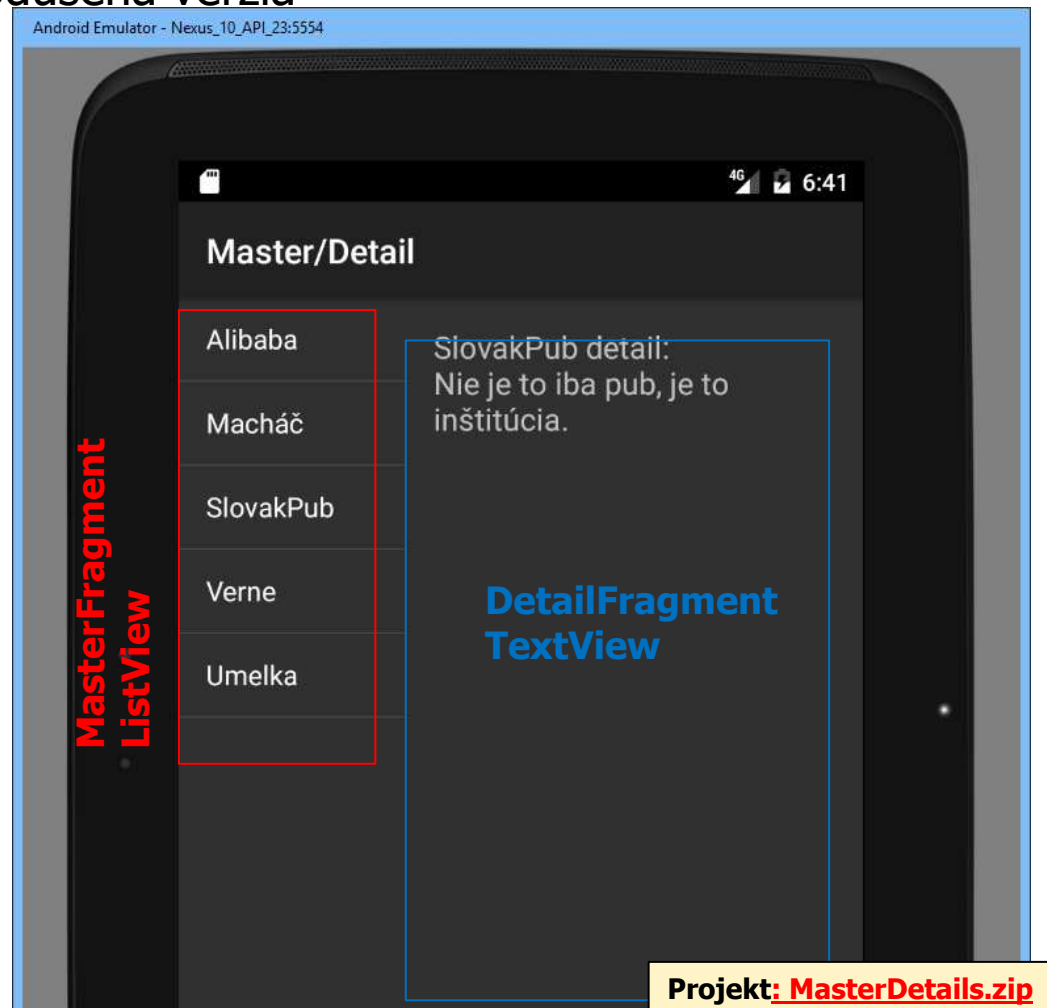 Android Emulator - Nexus_10_API_23:5554
4G 6:41
Master/Detail
Alibaba
Macháč
SlovakPub
Verne
Umelka
SlovakPub detail:
Nie je to iba pub, je to
inštitúcia.
MasterFragment
ListView
DetailFragment
TextView
Projekt: MasterDetails.zip